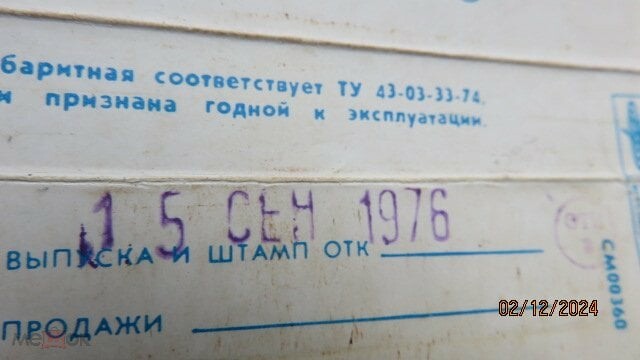 баритная соответствует ТУ 43-03-33-74.
и признана годной к эксплуатации.
15 СЕН 1976
ВЫПУСКА И ШТАМП ОТК
ПРОДАЖИ
СМ00360
02/12/2024